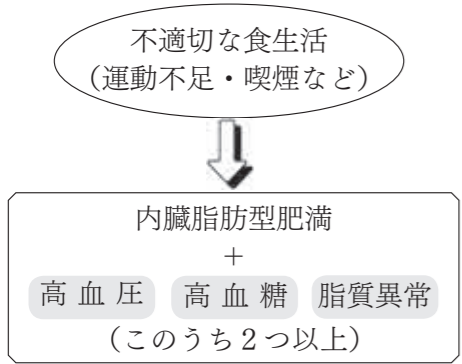 不適切な食生活
(運動不足・喫煙など)
内臓脂肪型肥満
+
高血圧 高血糖 脂質異常
(このうち2つ以上)